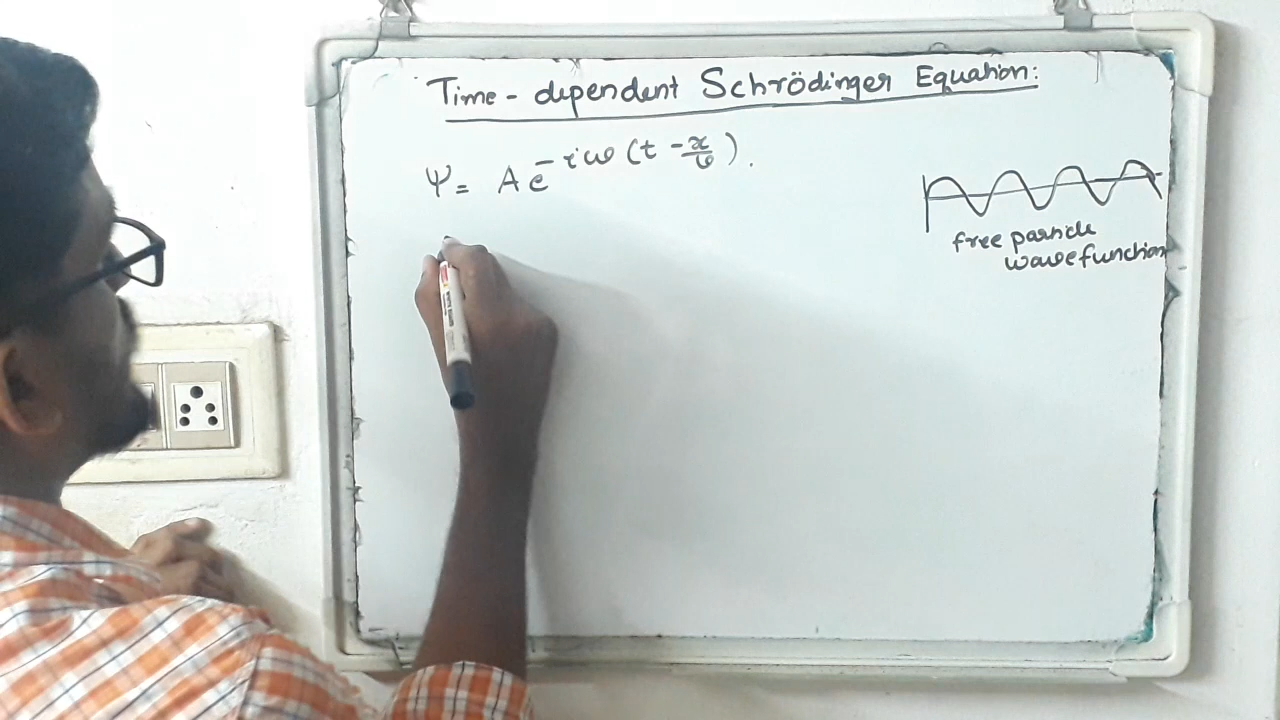 Time - dependent Schrödinger Equation:
Ψ = A e^{-iω(t - x/v)}.
free particle
wavefunction